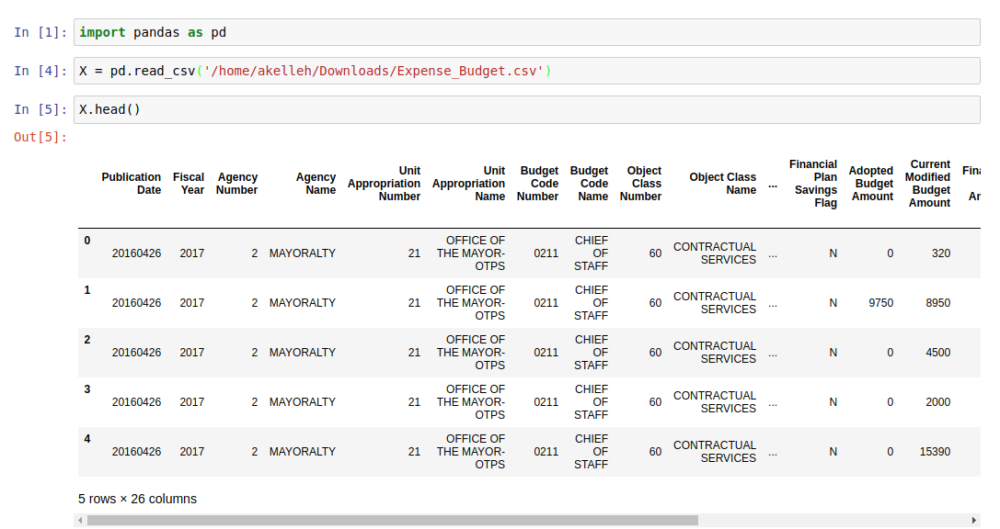 In [1]: import pandas as pd
In [4]: X = pd.read_csv('/home/akelleh/Downloads/Expense_Budget.csv')
In [5]: X.head()
Out[5]:
Publication Date Fiscal Year Agency Number Agency Name Unit Appropriation Number Unit Appropriation Name Budget Code Number Budget Code Name Object Class Number Object Class Name ... Financial Plan Savings Flag Adopted Budget Amount Current Modified Budget Amount
0 20160426 2017 2 MAYORALTY 21 OFFICE OF THE MAYOR-OTPS 0211 CHIEF OF STAFF 60 CONTRACTUAL SERVICES ... N 0 320
1 20160426 2017 2 MAYORALTY 21 OFFICE OF THE MAYOR-OTPS 0211 CHIEF OF STAFF 60 CONTRACTUAL SERVICES ... N 9750 8950
2 20160426 2017 2 MAYORALTY 21 OFFICE OF THE MAYOR-OTPS 0211 CHIEF OF STAFF 60 CONTRACTUAL SERVICES ... N 0 4500
3 20160426 2017 2 MAYORALTY 21 OFFICE OF THE MAYOR-OTPS 0211 CHIEF OF STAFF 60 CONTRACTUAL SERVICES ... N 0 2000
4 20160426 2017 2 MAYORALTY 21 OFFICE OF THE MAYOR-OTPS 0211 CHIEF OF STAFF 60 CONTRACTUAL SERVICES ... N 0 15390
5 rows × 26 columns